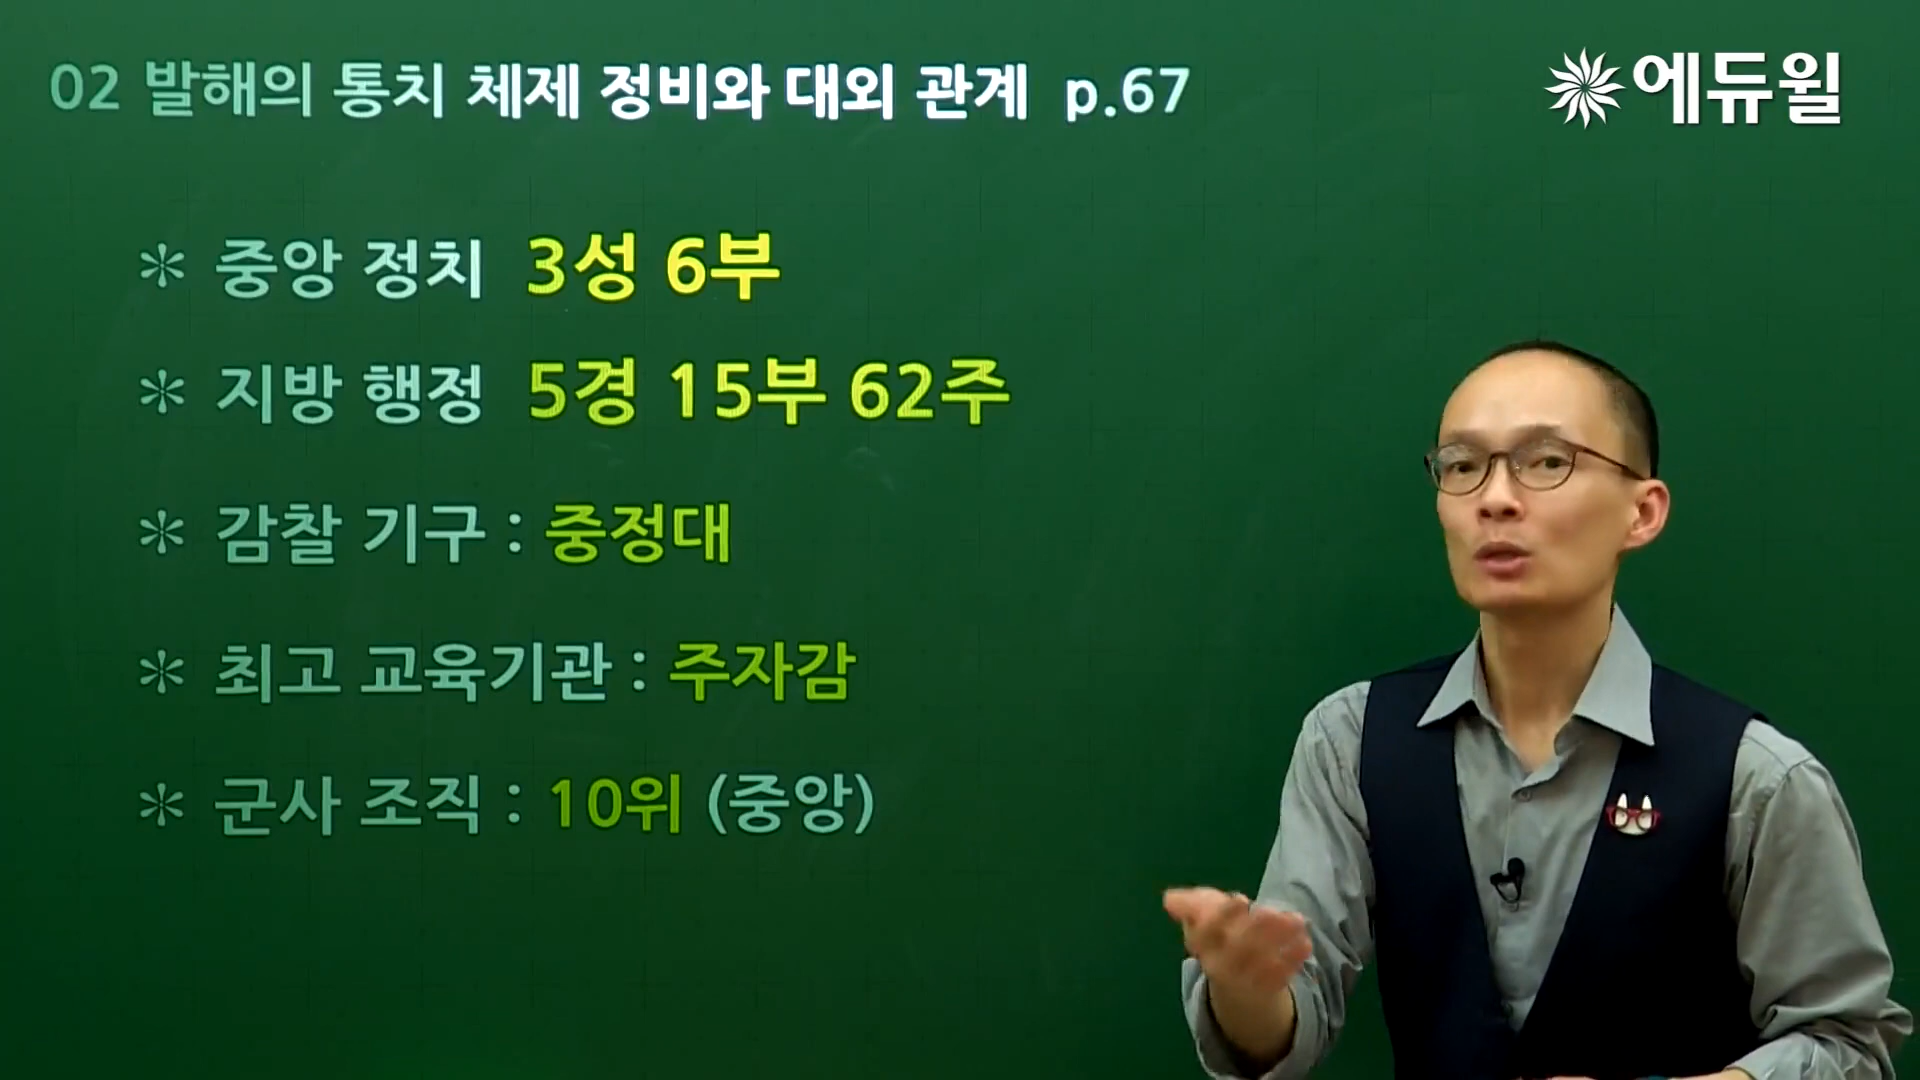 02 발해의 통치 체제 정비와 대외 관계 p.67
에듀윌
* 중앙 정치 3성 6부
* 지방 행정 5경 15부 62주
* 감찰 기구 : 중정대
* 최고 교육기관 : 주자감
* 군사 조직 : 10위 (중앙)